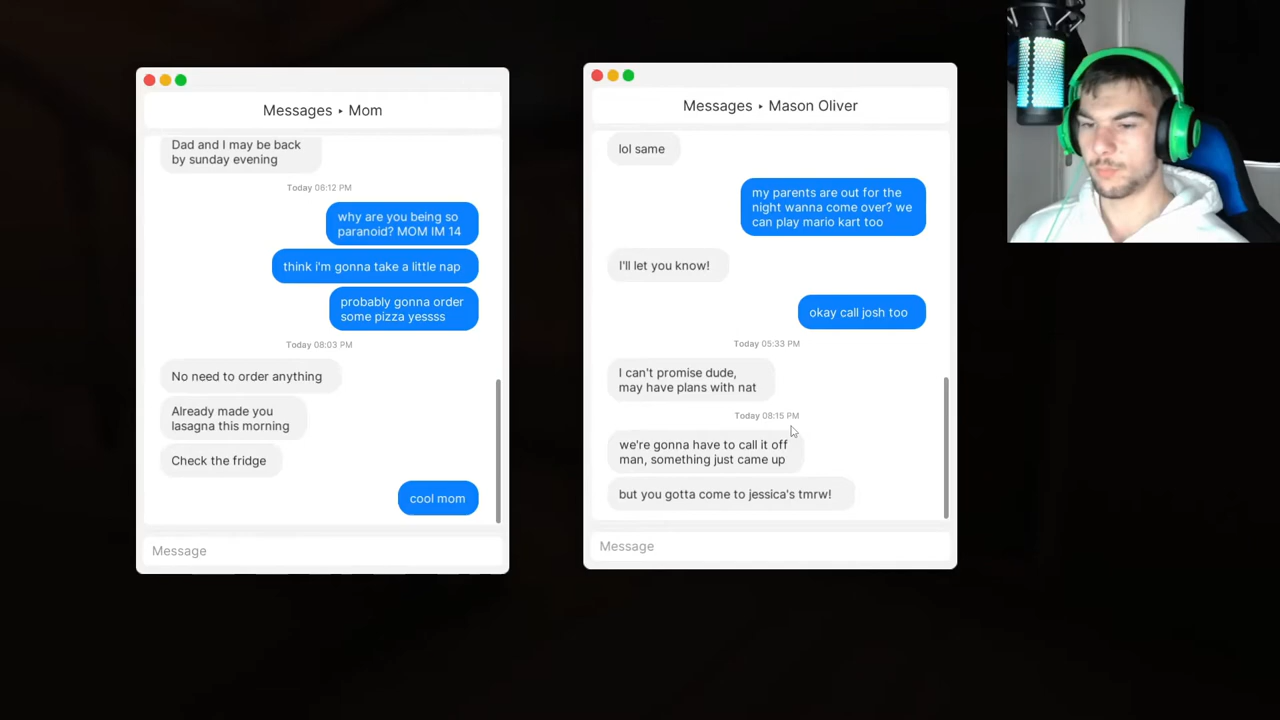 Messages ▸ Mom
Dad and I may be back
by sunday evening
Today 06:12 PM
why are you being so
paranoid? MOM IM 14
think i'm gonna take a little nap
probably gonna order
some pizza yessss
Today 08:03 PM
No need to order anything
Already made you
lasagna this morning
Check the fridge
cool mom
Message
Messages ▸ Mason Oliver
lol same
my parents are out for the
night wanna come over? we
can play mario kart too
I'll let you know!
okay call josh too
Today 05:33 PM
I can't promise dude,
may have plans with nat
Today 08:15 PM
we're gonna have to call it off
man, something just came up
but you gotta come to jessica's tmrw!
Message